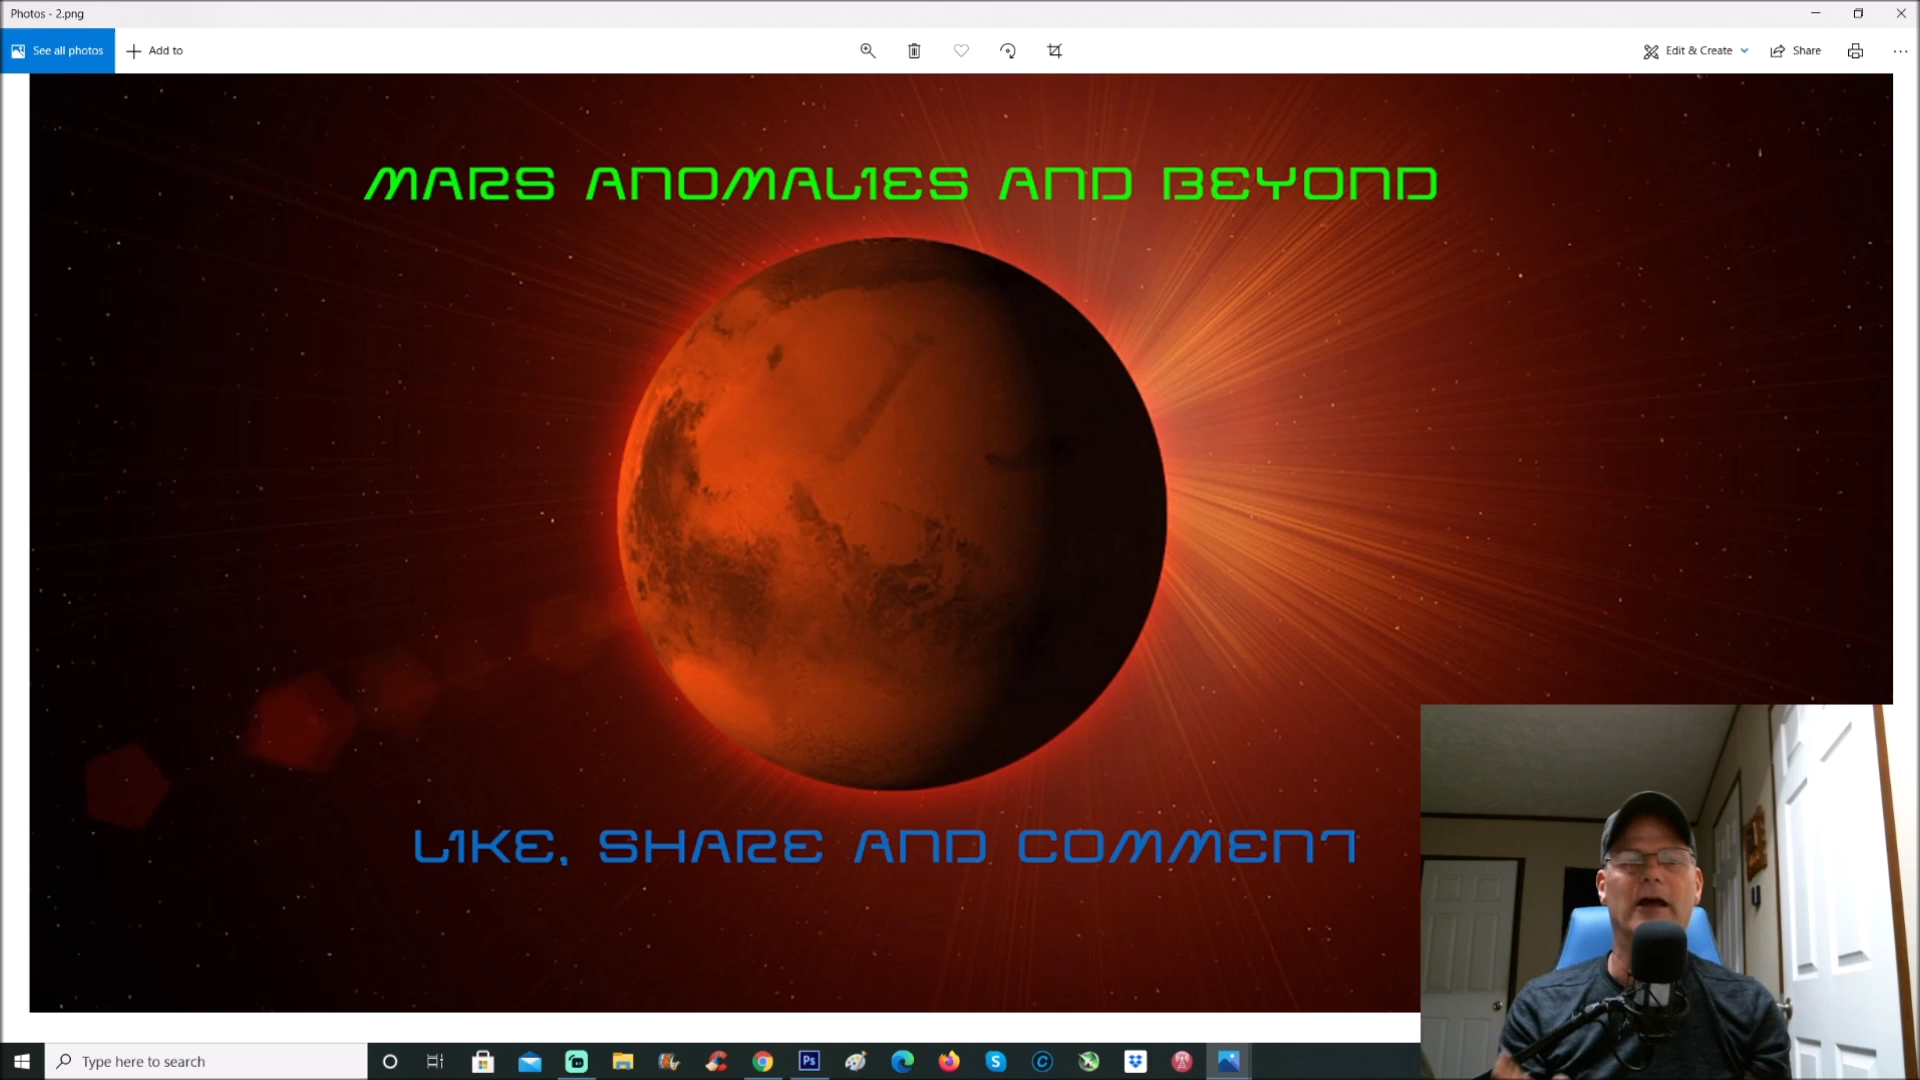 Photos - 2.png
See all photos
Add to
Edit & Create
Share
MARS ANOMALIES AND BEYOND
LIKE, SHARE AND COMMENT
Type here to search
Ps